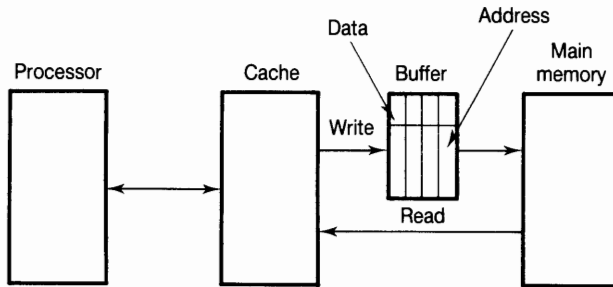 Data
Address
Processor
Cache
Buffer
Main
memory
Write
Read